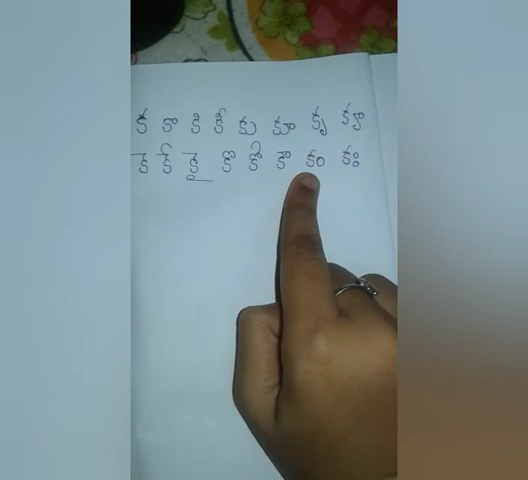 క కా కి కీ కు కూ కృ కౄ
కె కే కై కొ కో కౌ కం కః